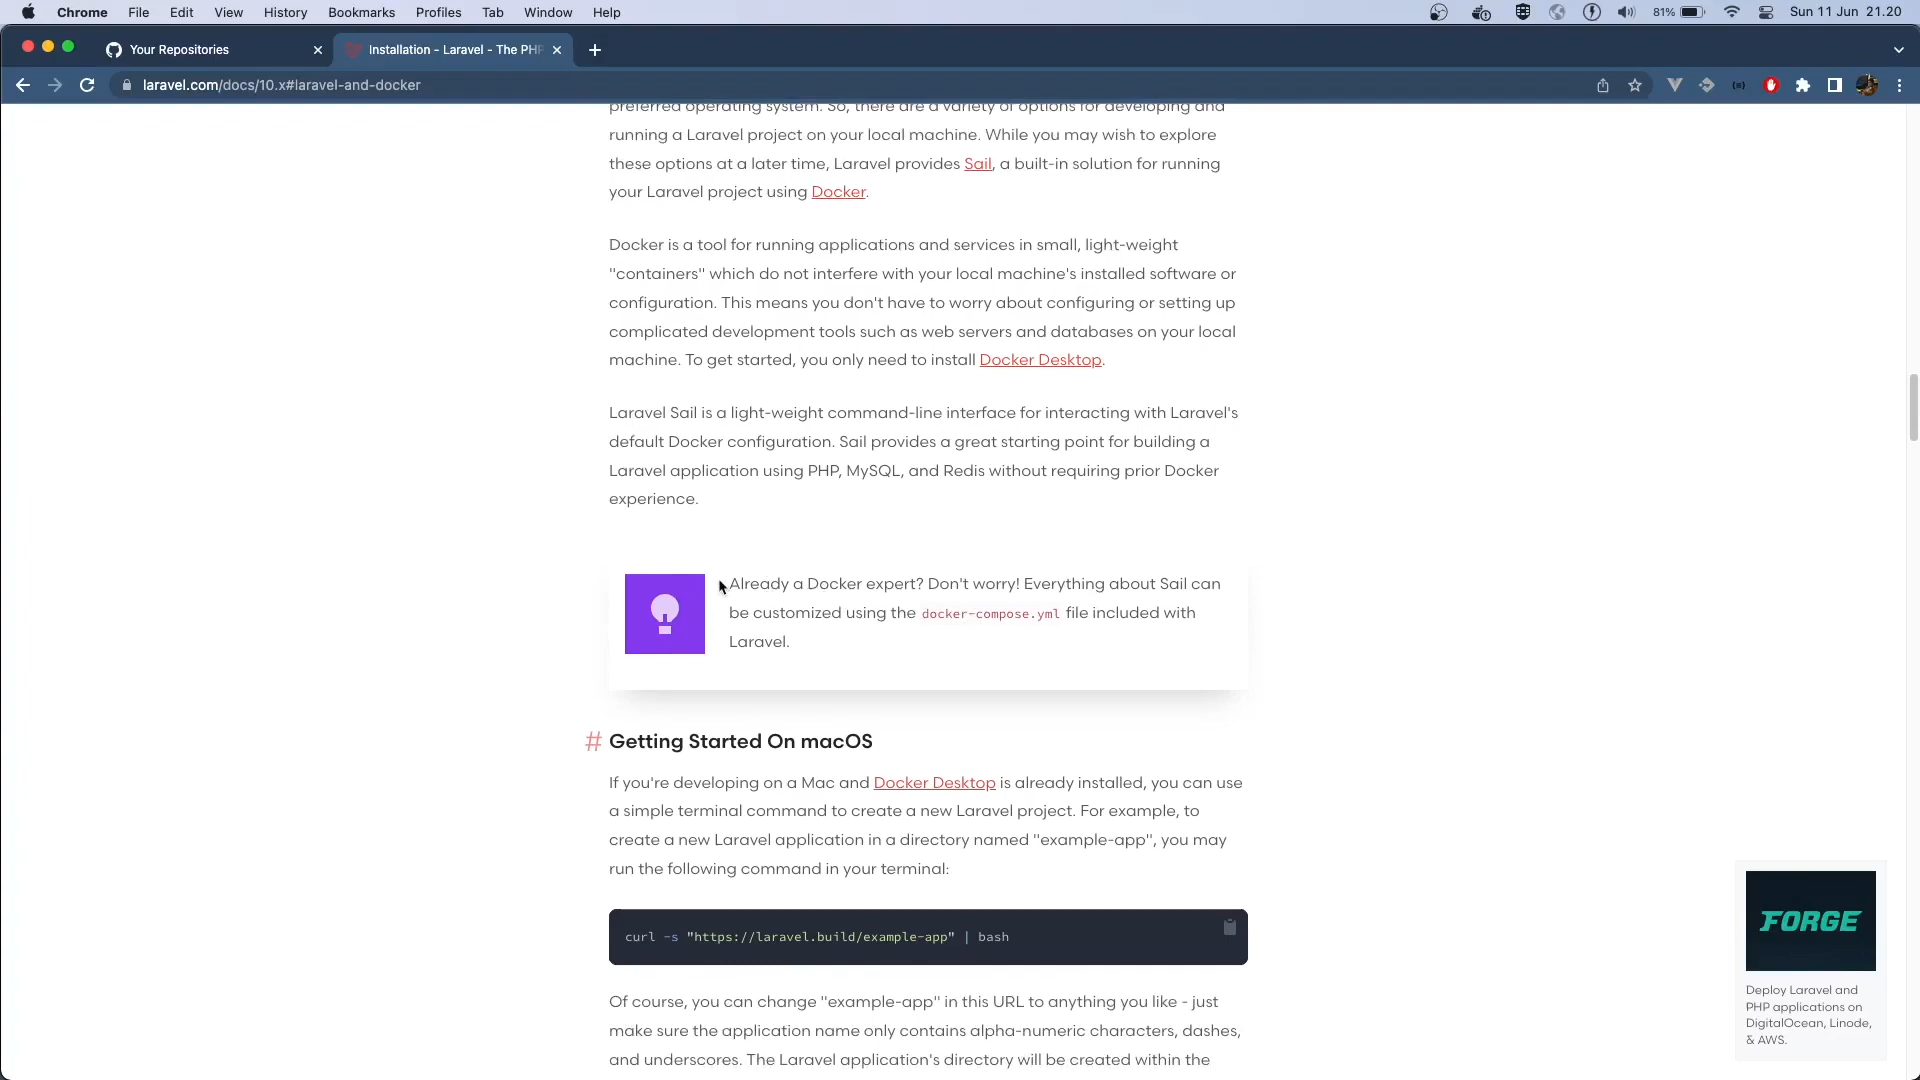 Chrome File Edit View History Bookmarks Profiles Tab Window Help 81% Sun 11 Jun 21.20
Your Repositories Installation - Laravel - The PHP
laravel.com/docs/10.x#laravel-and-docker
preferred operating system. So, there are a variety of options for developing and
running a Laravel project on your local machine. While you may wish to explore
these options at a later time, Laravel provides Sail, a built-in solution for running
your Laravel project using Docker.
Docker is a tool for running applications and services in small, light-weight
"containers" which do not interfere with your local machine's installed software or
configuration. This means you don't have to worry about configuring or setting up
complicated development tools such as web servers and databases on your local
machine. To get started, you only need to install Docker Desktop.
Laravel Sail is a light-weight command-line interface for interacting with Laravel's
default Docker configuration. Sail provides a great starting point for building a
Laravel application using PHP, MySQL, and Redis without requiring prior Docker
experience.
Already a Docker expert? Don't worry! Everything about Sail can
be customized using the docker-compose.yml file included with
Laravel.
# Getting Started On macOS
If you're developing on a Mac and Docker Desktop is already installed, you can use
a simple terminal command to create a new Laravel project. For example, to
create a new Laravel application in a directory named "example-app", you may
run the following command in your terminal:
curl -s "https://laravel.build/example-app" | bash
Of course, you can change "example-app" in this URL to anything you like - just
make sure the application name only contains alpha-numeric characters, dashes,
and underscores. The Laravel application's directory will be created within the
FORGE
Deploy Laravel and
PHP applications on
DigitalOcean, Linode,
& AWS.